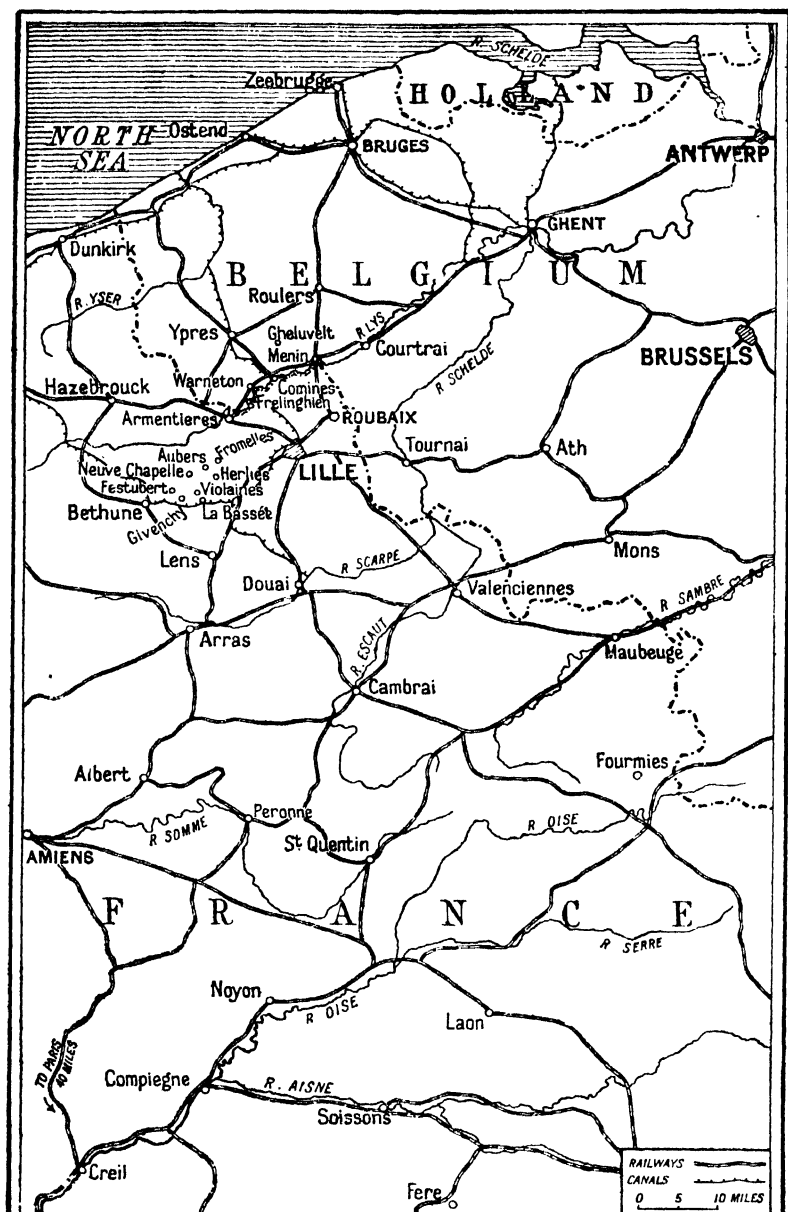 R. SCHELDE
Zeebrugge
HOLLAND
NORTH
SEA
Ostend
BRUGES
ANTWERP
GHENT
Dunkirk
BELGIUM
Roulers
R. YSER
Ypres
Gheluvelt
R LYS
Menin
Courtrai
R SCHELDE
BRUSSELS
Hazebrouck
Warneton
Comines
Frelinghien
Armentieres
ROUBAIX
Aubers
Fromelles
Tournai
Ath
Neuve Chapelle
Herlies
LILLE
Festubert
Violaines
Bethune
Givenchy
La Bassée
Lens
Mons
R SCARPE
Douai
Valenciennes
R SAMBRE
Arras
R. ESCAUT
Maubeuge
Cambrai
Albert
Fourmies
Peronne
R SOMME
R OISE
St Quentin
AMIENS
FRANCE
R SERRE
Noyon
R OISE
Laon
TO PARIS
40 MILES
Compiegne
R. AISNE
Soissons
Creil
Fere
RAILWAYS
CANALS
0 5 10 MILES